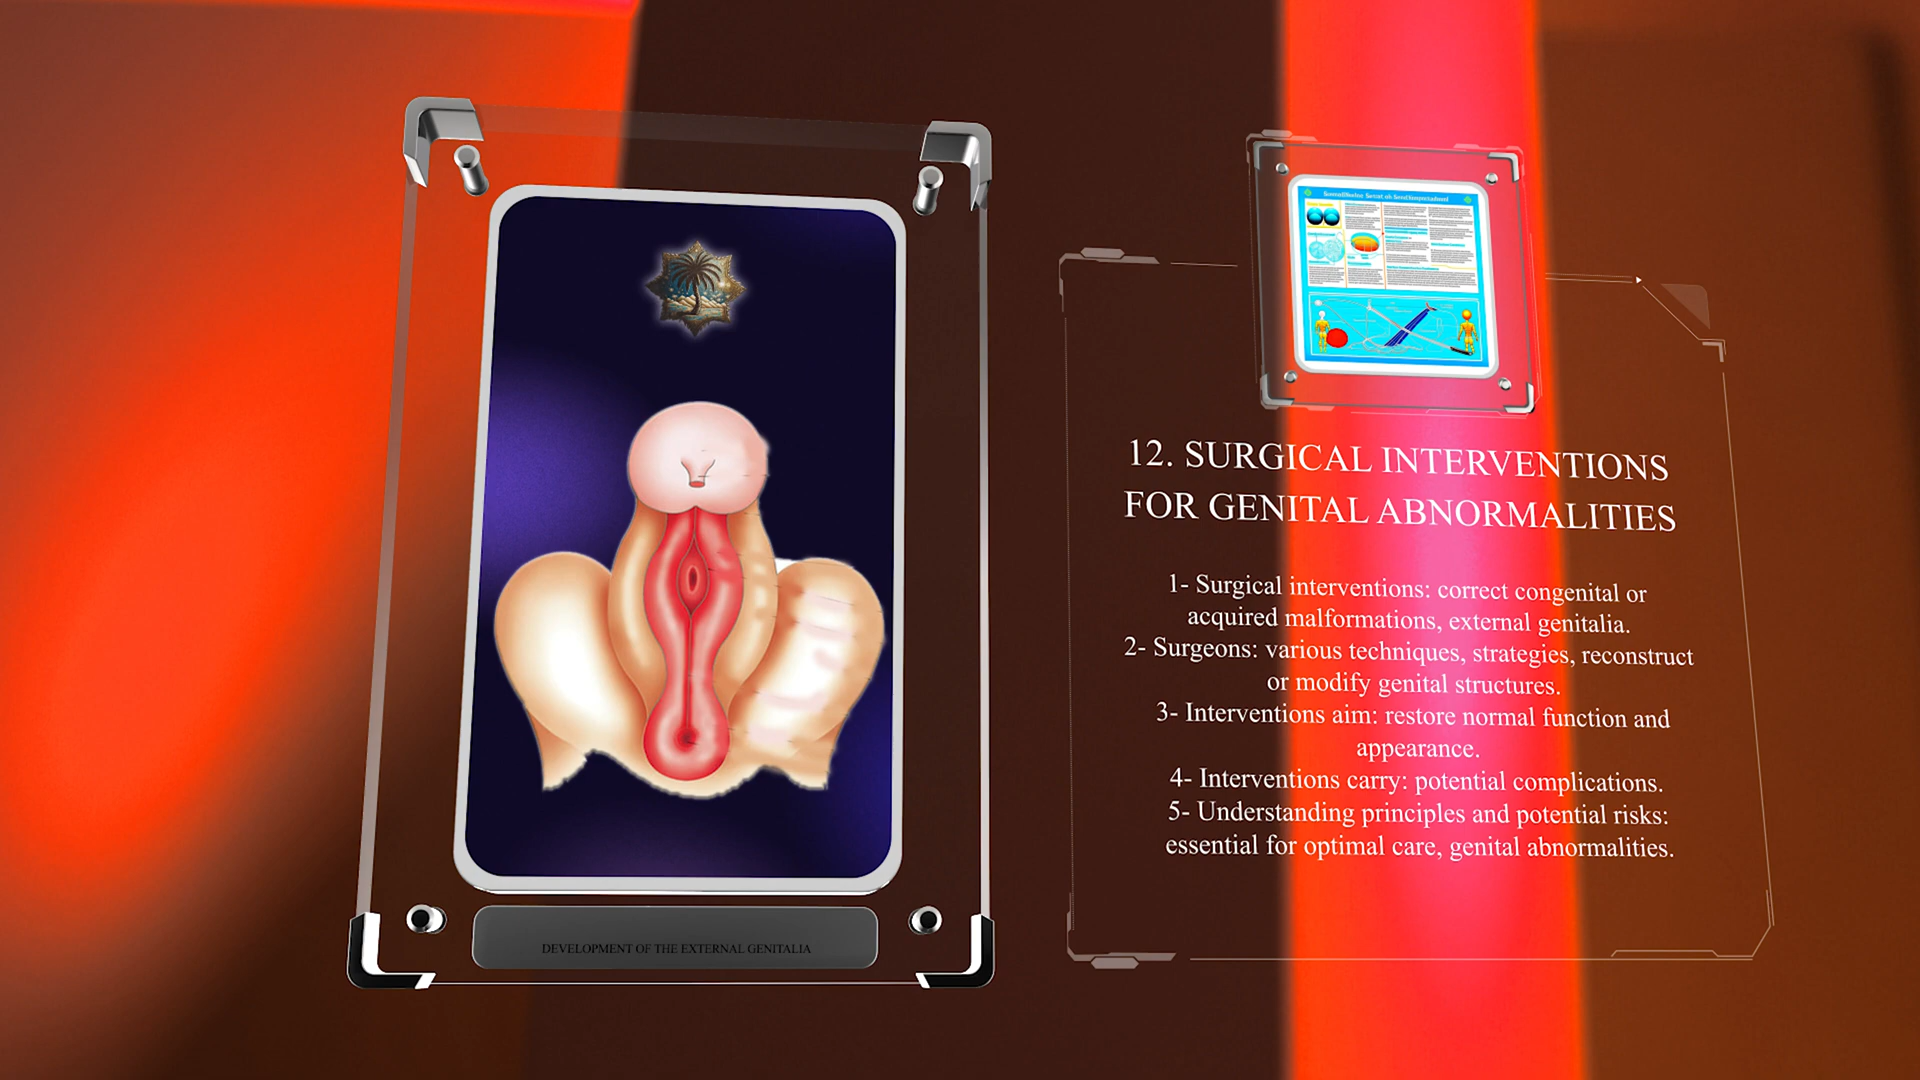 12. SURGICAL INTERVENTIONS
FOR GENITAL ABNORMALITIES
1- Surgical interventions: correct congenital or
acquired malformations, external genitalia.
2- Surgeons: various techniques, strategies, reconstruct
or modify genital structures.
3- Interventions aim: restore normal function and
appearance.
4- Interventions carry: potential complications.
5- Understanding principles and potential risks:
essential for optimal care, genital abnormalities.
DEVELOPMENT OF THE EXTERNAL GENITALIA